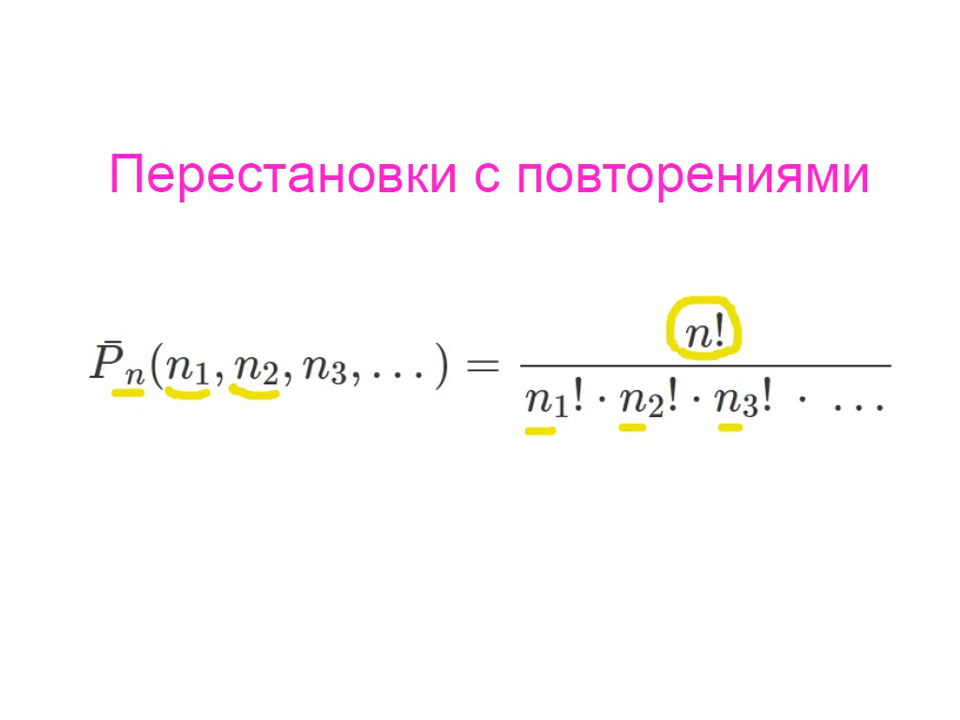 Перестановки с повторениями
P̄ₙ(n₁, n₂, n₃, ...) = n! / (n₁! · n₂! · n₃! · ...)